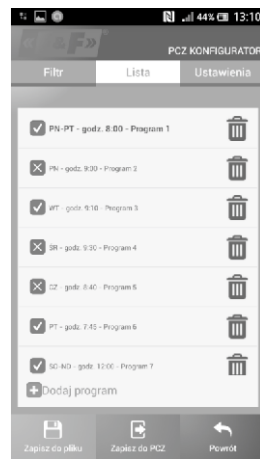 44% 13:10
«F&F»
PCZ KONFIGURATOR
Filtr Lista Ustawienia
PN-PT - godz. 8:00 - Program 1
PN - godz. 9:00 - Program 2
WT - godz. 9:10 - Program 3
SR - godz. 9:30 - Program 4
CZ - godz. 8:40 - Program 5
PT - godz. 7:45 - Program 6
SO-ND - godz. 12:00 - Program 7
Dodaj program
Zapisz do pliku Zapisz do PCZ Powrót